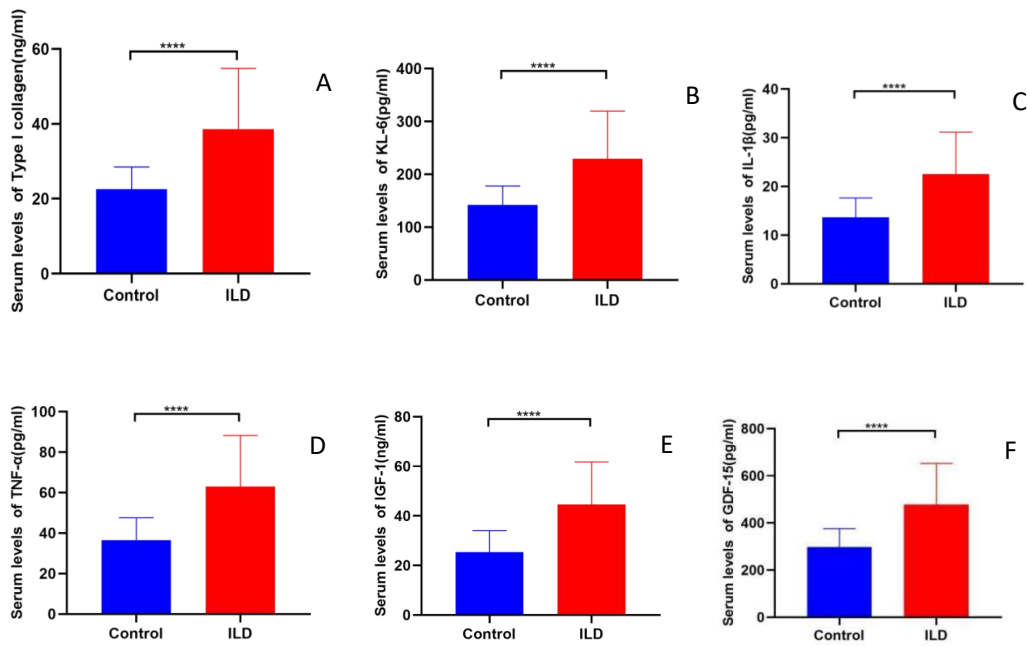 Serum levels of Type I collagen(ng/ml)
60
40
20
0
****
Control ILD
A
Serum levels of KL-6(pg/ml)
400
300
200
100
0
****
Control ILD
B
Serum levels of IL-1β(pg/ml)
40
30
20
10
0
****
Control ILD
C
Serum levels of TNF-α(pg/ml)
100
80
60
40
20
0
****
Control ILD
D
Serum levels of IGF-1(ng/ml)
80
60
40
20
0
****
Control ILD
E
Serum levels of GDF-15(pg/ml)
800
600
400
200
0
****
Control ILD
F